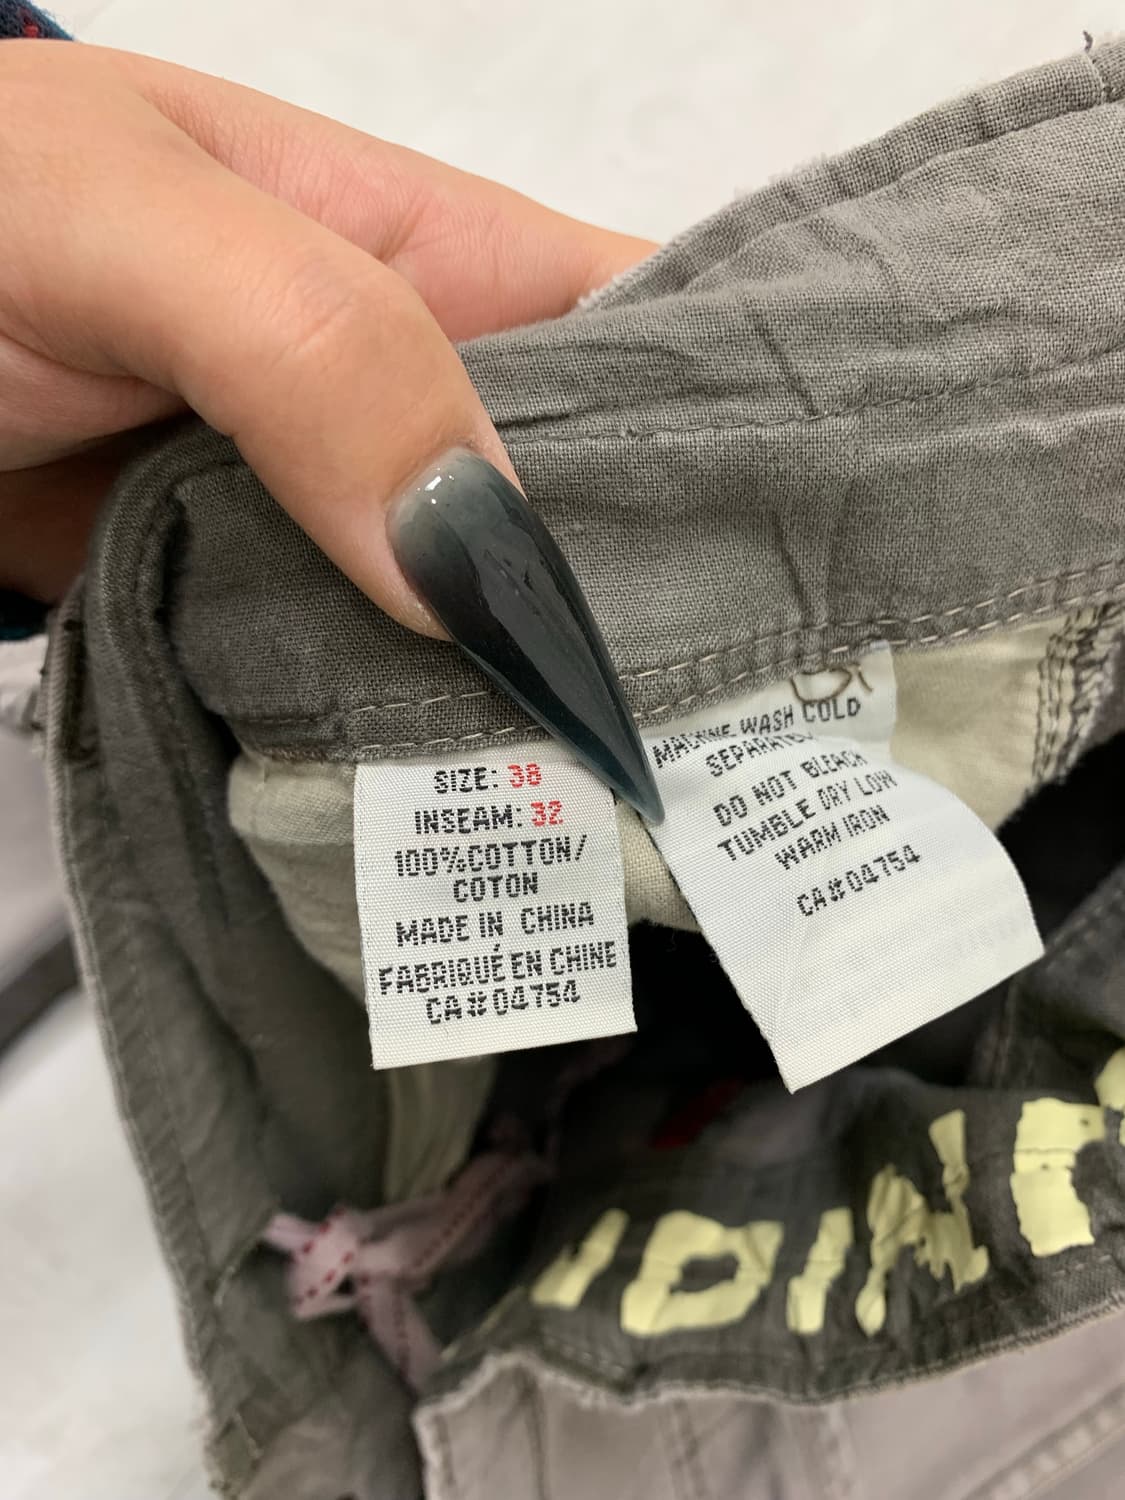 SIZE: 38
INSEAM: 32
100%COTTON/
COTON
MADE IN CHINA
FABRIQUÉ EN CHINE
CA#04754
MACHINE WASH COLD
SEPARATELY
DO NOT BLEACH
TUMBLE DRY LOW
WARM IRON
CA#04754